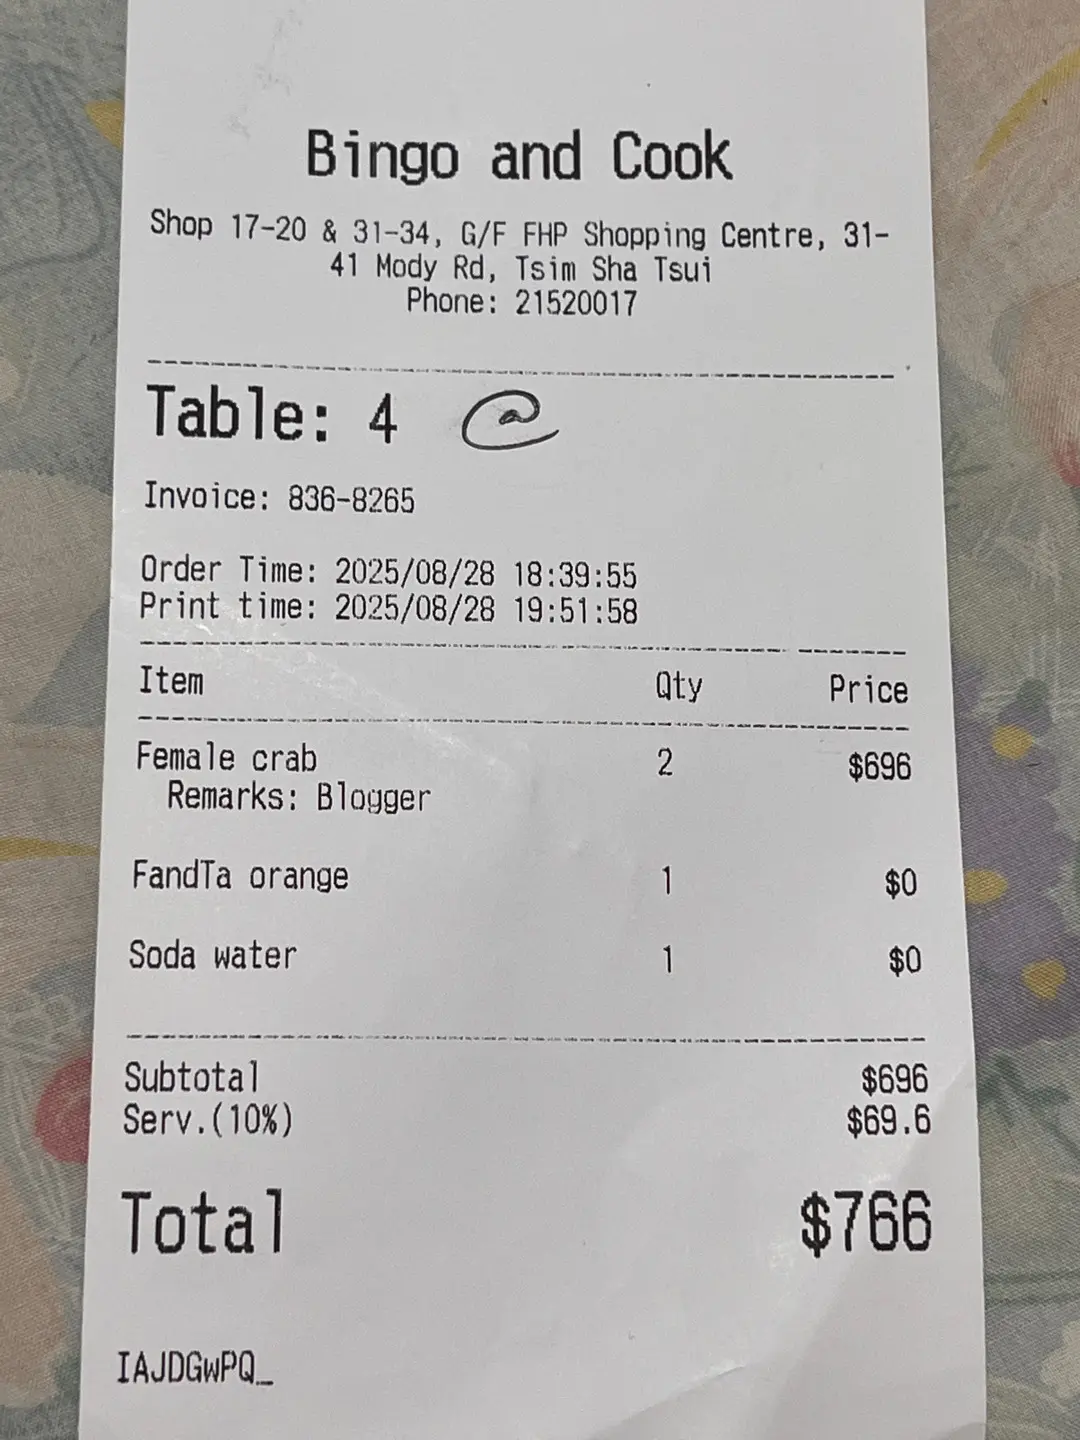 Bingo and Cook
Shop 17-20 & 31-34, G/F FHP Shopping Centre, 31-
41 Mody Rd, Tsim Sha Tsui
Phone: 21520017
Table: 4 @
Invoice: 836-8265
Order Time: 2025/08/28 18:39:55
Print time: 2025/08/28 19:51:58
Item Qty Price
Female crab 2 $696
Remarks: Blogger
FandTa orange 1 $0
Soda water 1 $0
Subtotal $696
Serv.(10%) $69.6
Total $766
IAJDGwPQ_